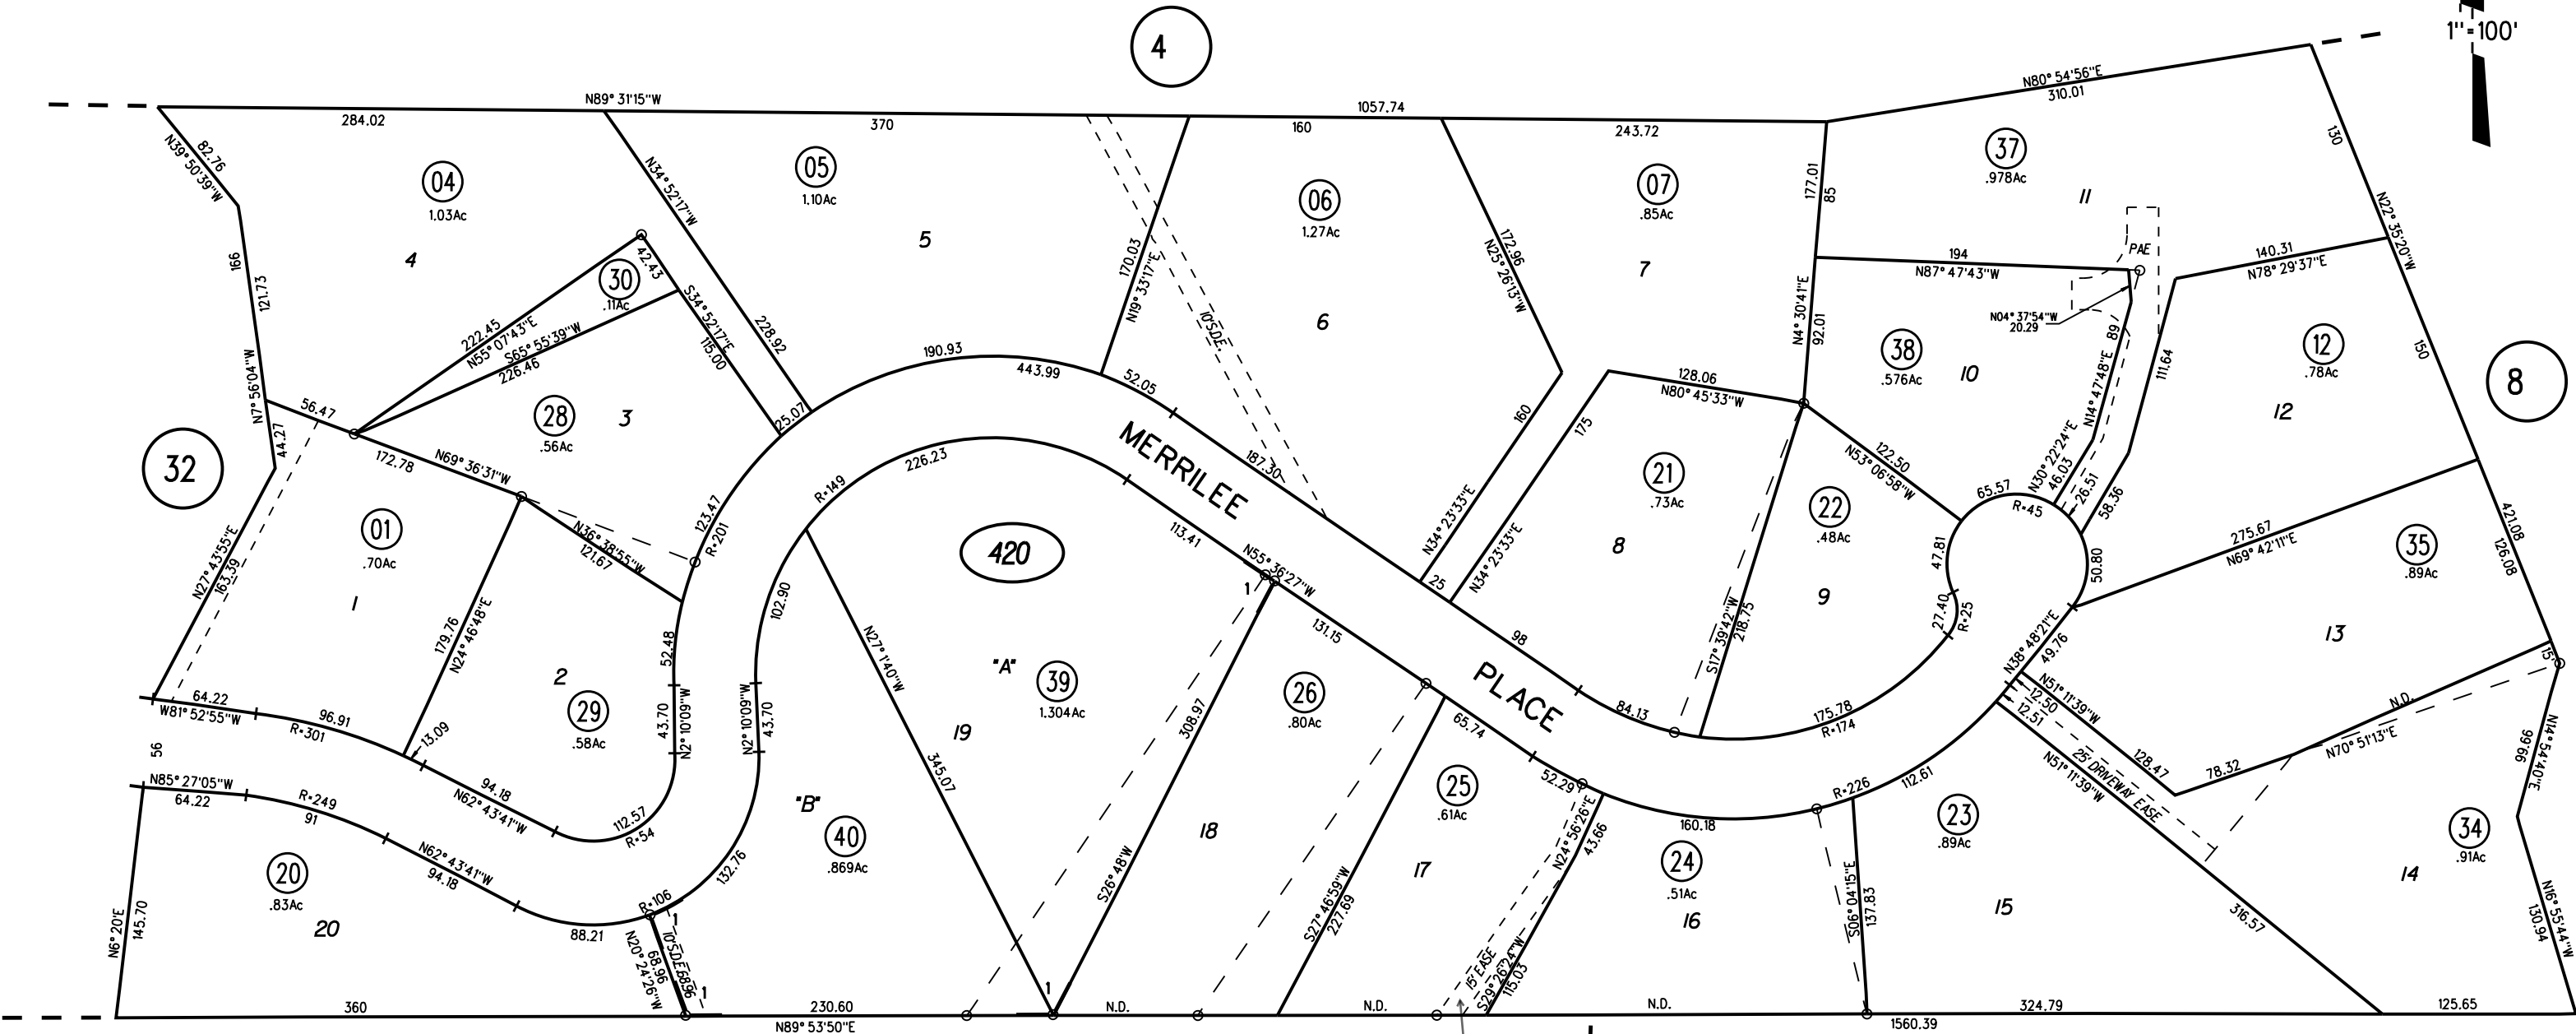 4
1"=100'
N80° 54'56"E
310.01
N89° 31'15"W
1057.74
284.02
370
160
243.72
130
N39° 50'39"W
82.76
04
1.03Ac
4
N34° 52'17"W
228.92
05
1.10Ac
5
10'S.D.E.
170.03
N19° 33'17"E
06
1.27Ac
6
172.96
N25° 26'13"W
07
.85Ac
7
177.01
85
37
.978Ac
11
PAE
194
N87° 47'43"W
140.31
N78° 29'37"E
N22° 35'20"W
166
121.73
N7° 56'04"W
44.27
30
.11Ac
42.43
222.45
N55° 07'43"E
S65° 55'39"W
226.46
S34° 52'17"E
115.00
N4° 30'41"E
92.01
N04° 37'54"W
20.29
38
.576Ac
10
89
N14° 47'48"E
111.64
12
.78Ac
12
150
8
32
56.47
172.78
N69° 36'31"W
28
.56Ac
3
25.07
190.93
443.99
52.05
187.30
MERRILEE
226.23
R=149
113.41
160
N34° 23'33"E
175
N34° 23'33"E
25
128.06
N80° 45'33"W
21
.73Ac
8
122.50
N53° 06'58"W
22
.48Ac
9
65.57
R=45
N30° 22'24"E
46.03
26.51
58.36
47.81
50.80
27.40
R=25
275.67
N69° 42'11"E
35
.89Ac
13
421.08
126.08
N27° 43'55"E
163.39
01
.70Ac
1
N36° 38'55"W
121.67
123.47
R=201
179.76
N24° 46'48"E
2
29
.58Ac
52.48
43.70
N2° 10'09"W
N2° 10'09"W
43.70
102.90
420
N55° 36'27"W
1
131.15
98
S17° 39'42"W
218.75
PLACE
84.13
175.78
R=174
N38° 48'21"E
49.76
15'
64.22
W81° 52'55"W
96.91
R=301
13.09
56
N27° 1'40"W
345.07
"A"
39
1.304Ac
19
308.97
S26° 48'W
26
.80Ac
18
65.74
52.29
N51° 11'39"W
128.47
12.50
12.51
25' DRIVEWAY EASE
N51° 11'39"W
N.D.
N70° 51'13"E
78.32
99.66
N14° 54'40"E
N85° 27'05"W
64.22
R=249
91
94.18
N62° 43'41"W
N62° 43'41"W
94.18
112.57
R=54
132.76
"B"
40
.869Ac
25
.61Ac
17
S27° 46'59"W
227.69
N24° 56'26"E
43.66
160.18
R=226
112.61
24
.51Ac
16
23
.89Ac
15
34
.91Ac
14
20
.83Ac
20
N6° 20'E
145.70
R=106
88.21
1
10'S.D.E.
68.96
N20° 24'26"W
68.96
1
15' EASE
S29° 26'24"W
115.03
S06° 04'15"E
137.83
316.57
N16° 55'44"W
130.94
360
230.60
1
N.D.
N.D.
N.D.
324.79
125.65
N89° 53'50"E
1560.39